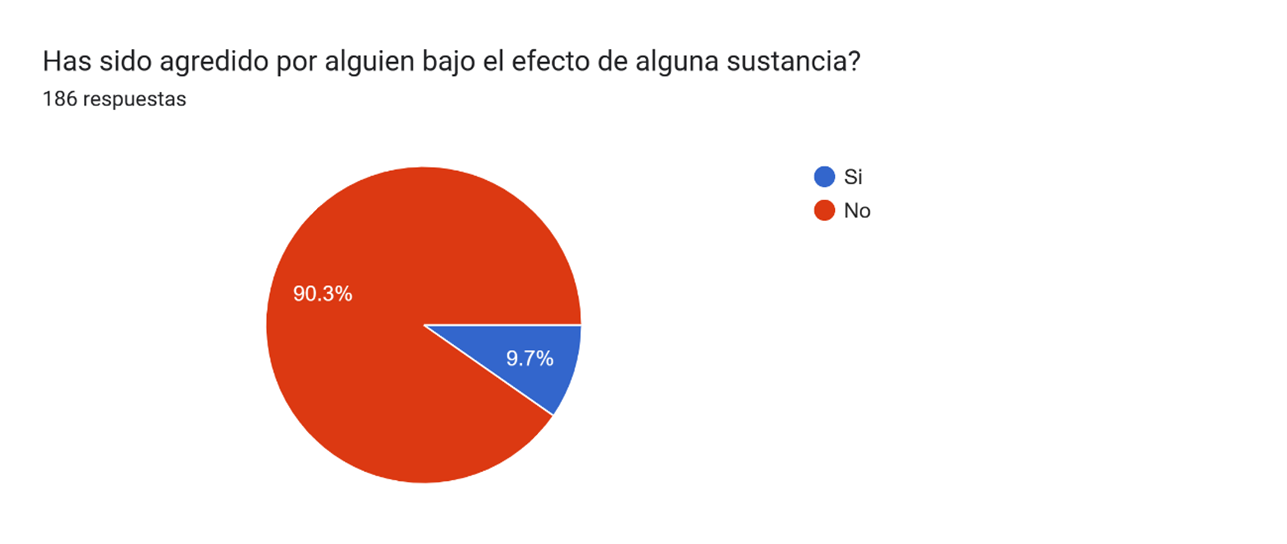 Has sido agredido por alguien bajo el efecto de alguna sustancia?
186 respuestas
Si
No
90.3%
9.7%